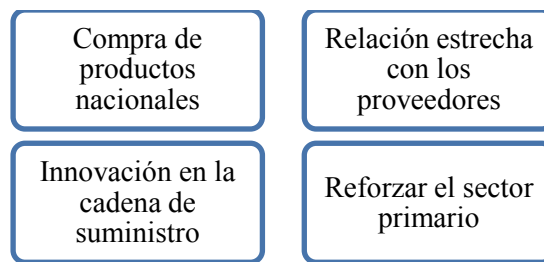 Compra de
productos
nacionales
Relación estrecha
con los
proveedores
Innovación en la
cadena de
suministro
Reforzar el sector
primario